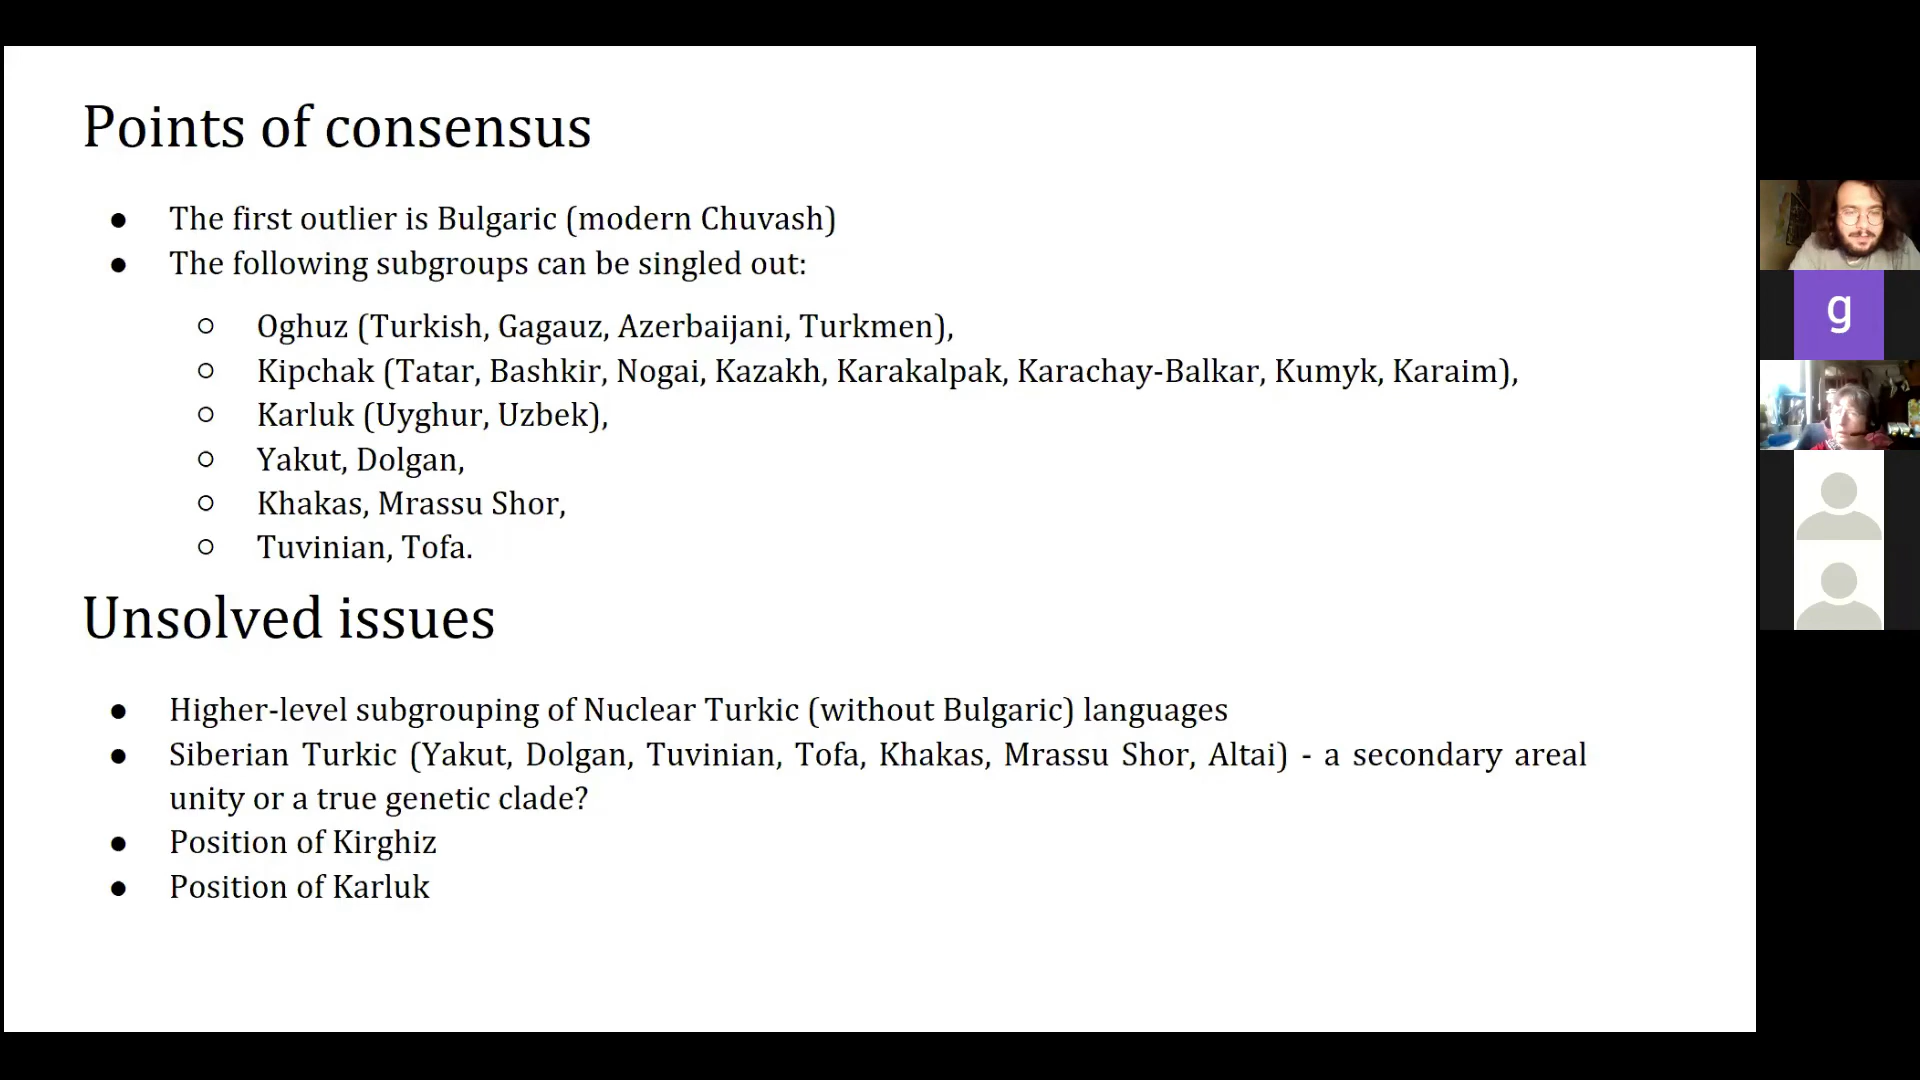 Points of consensus
● The first outlier is Bulgaric (modern Chuvash)
● The following subgroups can be singled out:
○ Oghuz (Turkish, Gagauz, Azerbaijani, Turkmen),
○ Kipchak (Tatar, Bashkir, Nogai, Kazakh, Karakalpak, Karachay-Balkar, Kumyk, Karaim),
○ Karluk (Uyghur, Uzbek),
○ Yakut, Dolgan,
○ Khakas, Mrassu Shor,
○ Tuvinian, Tofa.
Unsolved issues
● Higher-level subgrouping of Nuclear Turkic (without Bulgaric) languages
● Siberian Turkic (Yakut, Dolgan, Tuvinian, Tofa, Khakas, Mrassu Shor, Altai) - a secondary areal
unity or a true genetic clade?
● Position of Kirghiz
● Position of Karluk
g